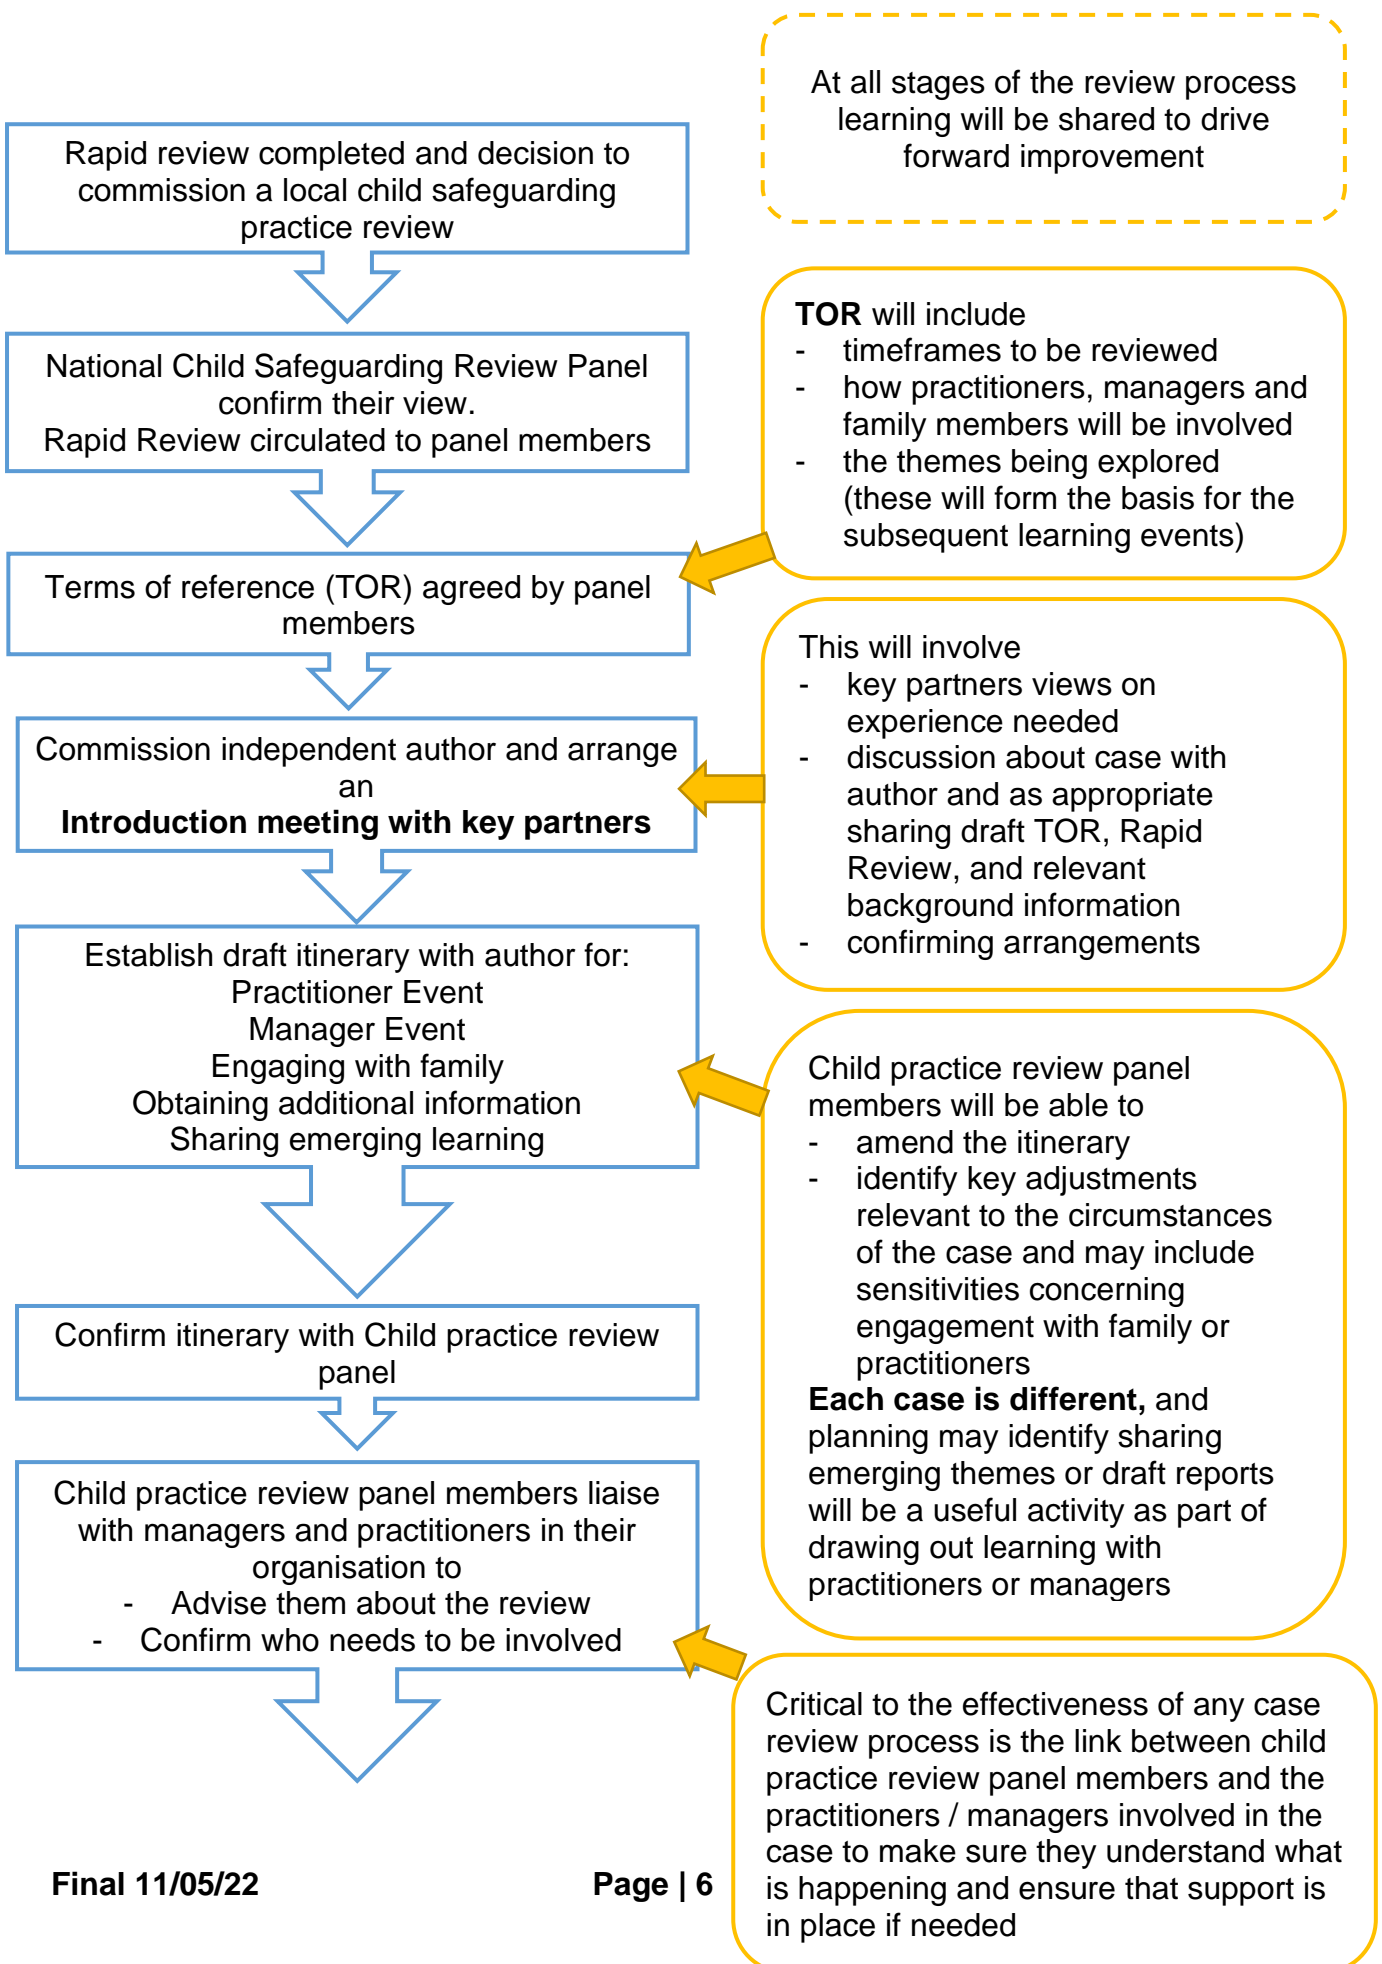 At all stages of the review process
learning will be shared to drive
forward improvement
Rapid review completed and decision to
commission a local child safeguarding
practice review
National Child Safeguarding Review Panel
confirm their view.
Rapid Review circulated to panel members
TOR will include
- timeframes to be reviewed
- how practitioners, managers and
family members will be involved
- the themes being explored
(these will form the basis for the
subsequent learning events)
Terms of reference (TOR) agreed by panel
members
This will involve
- key partners views on
experience needed
- discussion about case with
author and as appropriate
sharing draft TOR, Rapid
Review, and relevant
background information
- confirming arrangements
Commission independent author and arrange
an
Introduction meeting with key partners
Establish draft itinerary with author for:
Practitioner Event
Manager Event
Engaging with family
Obtaining additional information
Sharing emerging learning
Child practice review panel
members will be able to
- amend the itinerary
- identify key adjustments
relevant to the circumstances
of the case and may include
sensitivities concerning
engagement with family or
practitioners
Each case is different, and
planning may identify sharing
emerging themes or draft reports
will be a useful activity as part of
drawing out learning with
practitioners or managers
Confirm itinerary with Child practice review
panel
Child practice review panel members liaise
with managers and practitioners in their
organisation to
- Advise them about the review
- Confirm who needs to be involved
Critical to the effectiveness of any case
review process is the link between child
practice review panel members and the
practitioners / managers involved in the
case to make sure they understand what
is happening and ensure that support is
in place if needed
Final 11/05/22
Page | 6